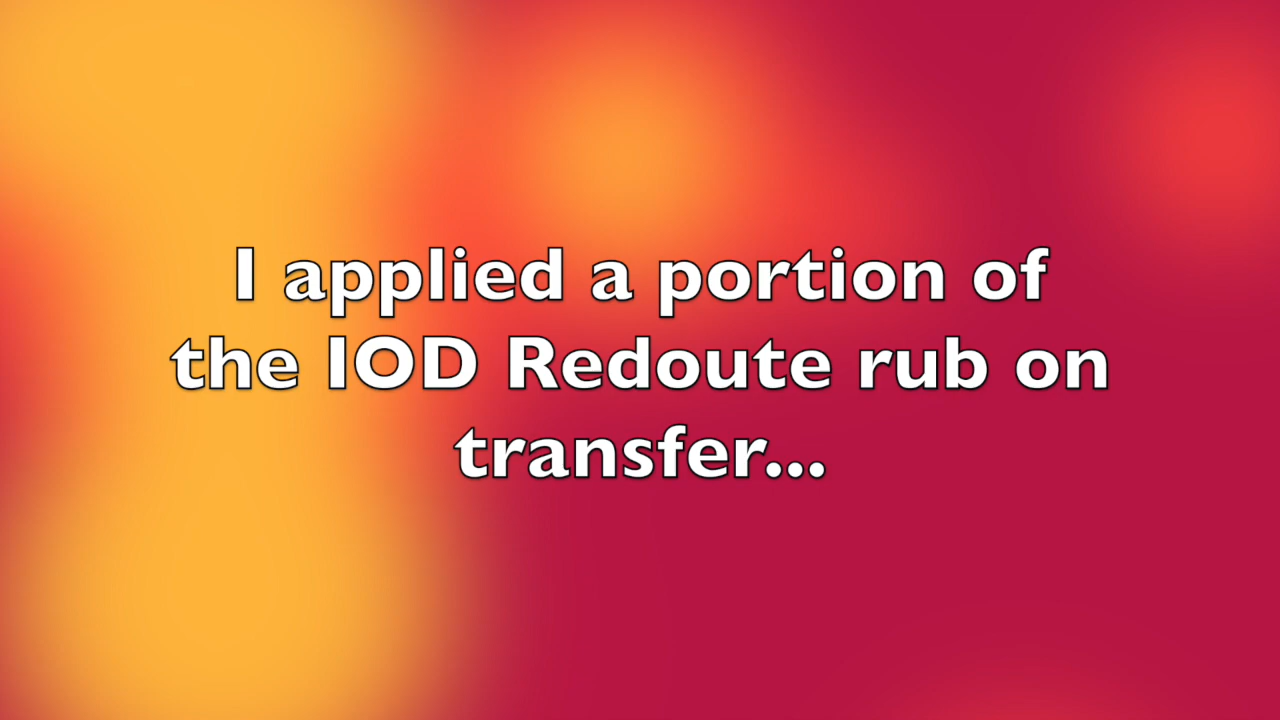 I applied a portion of
the IOD Redoute rub on
transfer...